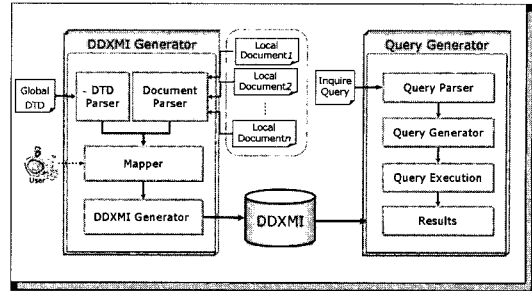 DDXMI Generator
Local
Document1
Local
Document2
Local
Documentn
Query Generator
Global
DTD
DTD
Parser
Document
Parser
Inquire
Query
Query Parser
Query Generator
Mapper
User
Query Execution
DDXMI Generator
DDXMI
Results